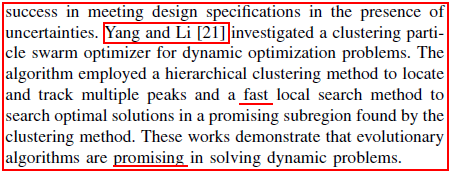 success in meeting design specifications in the presence of
uncertainties. Yang and Li [21] investigated a clustering parti-
cle swarm optimizer for dynamic optimization problems. The
algorithm employed a hierarchical clustering method to locate
and track multiple peaks and a fast local search method to
search optimal solutions in a promising subregion found by the
clustering method. These works demonstrate that evolutionary
algorithms are promising in solving dynamic problems.